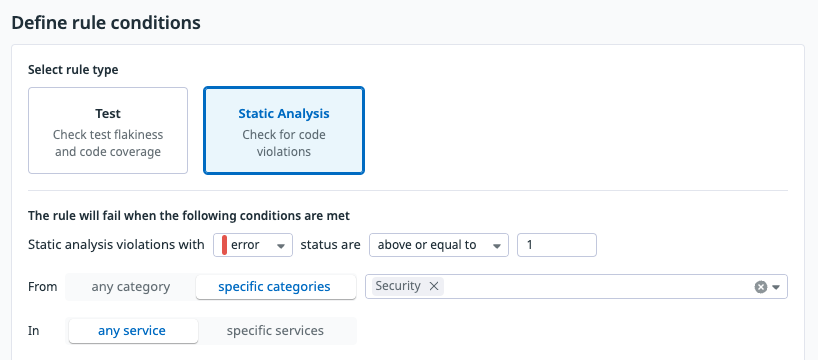 Define rule conditions
Select rule type
Test
Check test flakiness
and code coverage
Static Analysis
Check for code
violations
The rule will fail when the following conditions are met
Static analysis violations with error status are above or equal to 1
From any category specific categories Security
In any service specific services